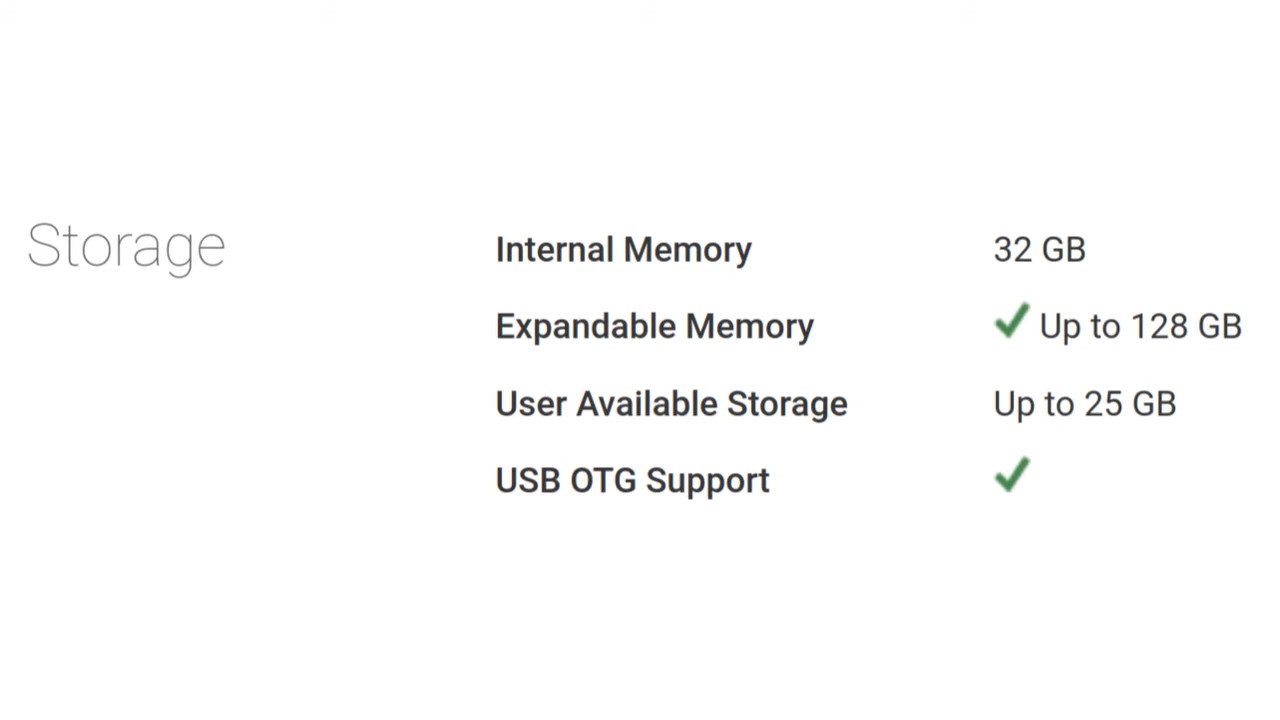 Storage
Internal Memory 32 GB
Expandable Memory ✔ Up to 128 GB
User Available Storage Up to 25 GB
USB OTG Support ✔